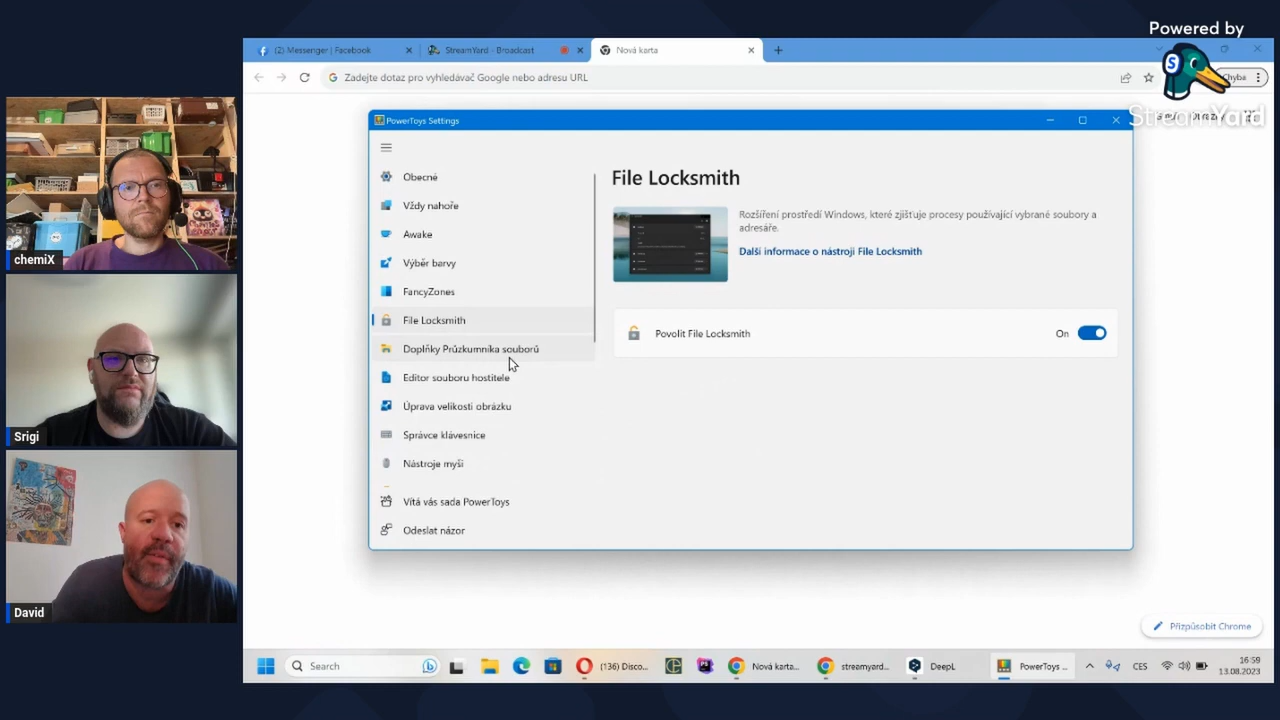 Powered by
StreamYard
(2) Messenger | Facebook
StreamYard - Broadcast
Nová karta
Zadejte dotaz pro vyhledávač Google nebo adresu URL
Chyba
PowerToys Settings
Obecné
Vždy nahoře
Awake
Výběr barvy
FancyZones
File Locksmith
Doplňky Průzkumníka souborů
Editor souboru hostitele
Úprava velikosti obrázku
Správce klávesnice
Nástroje myši
Vítá vás sada PowerToys
Odeslat názor
File Locksmith
Rozšíření prostředí Windows, které zjišťuje procesy používající vybrané soubory a
adresáře.
Další informace o nástroji File Locksmith
Povolit File Locksmith
On
chemiX
Srigi
David
Přizpůsobit Chrome
Search
(136) Disco...
Nová karta...
streamyard...
DeepL
PowerToys ...
CES
16:59
13.08.2023